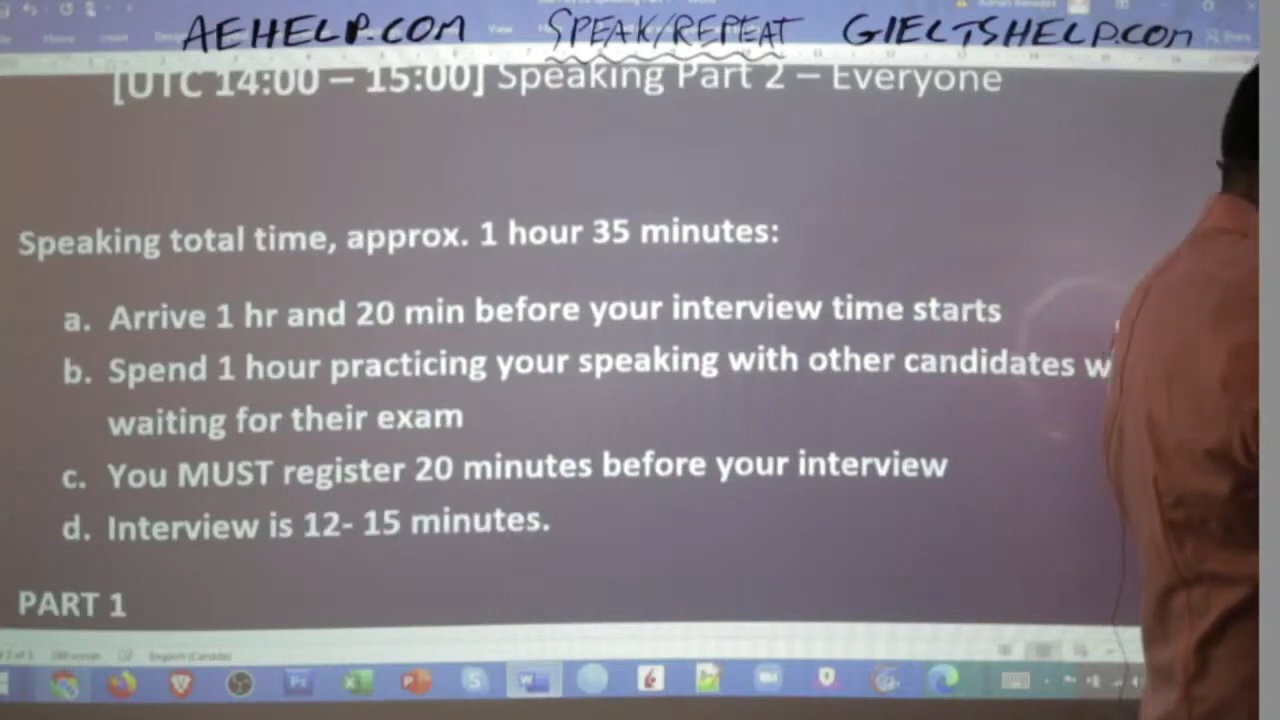 AEHELP.COM SPEAK/REPEAT GIELTSHELP.COM
[UTC 14:00 – 15:00] Speaking Part 2 – Everyone
Speaking total time, approx. 1 hour 35 minutes:
a. Arrive 1 hr and 20 min before your interview time starts
b. Spend 1 hour practicing your speaking with other candidates w
waiting for their exam
c. You MUST register 20 minutes before your interview
d. Interview is 12- 15 minutes.
PART 1
English (Canada)